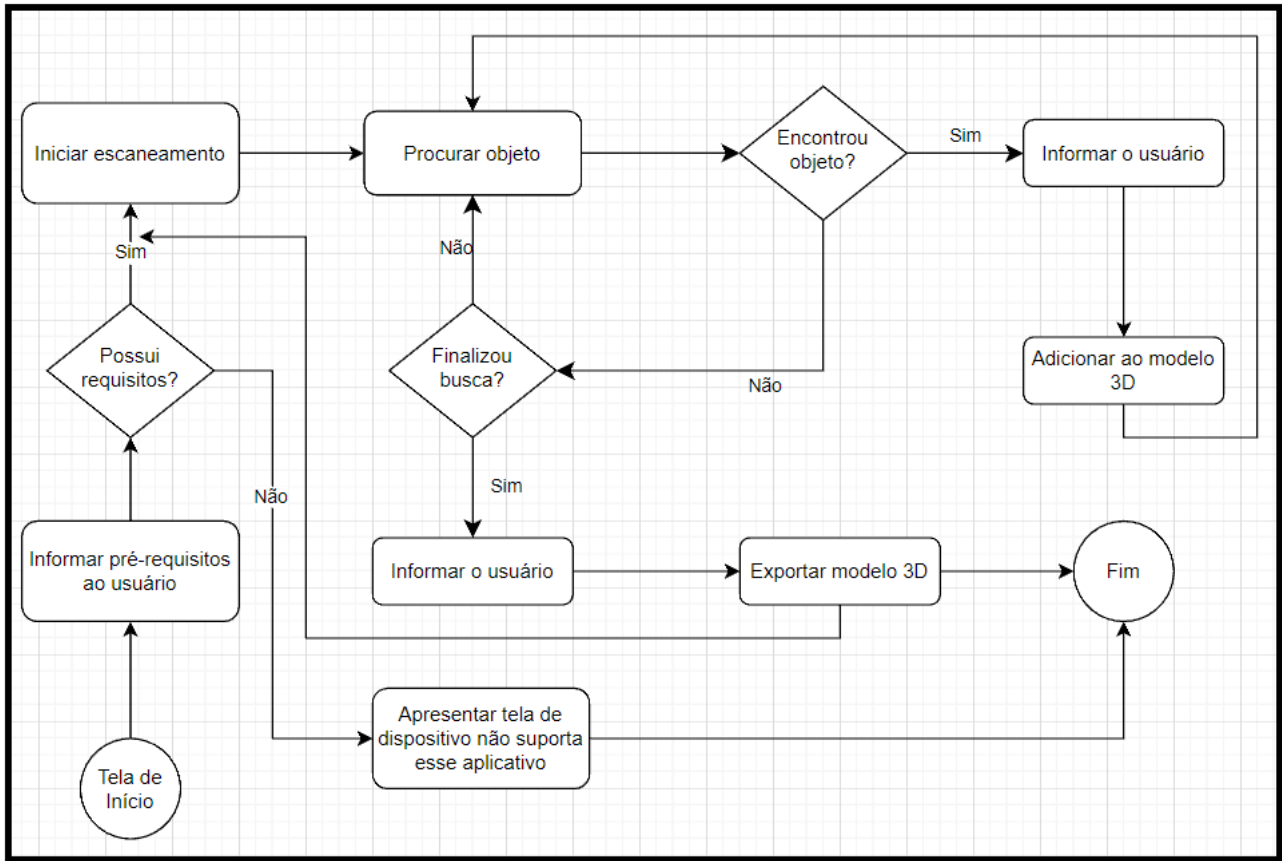 Iniciar escaneamento
Procurar objeto
Encontrou
objeto?
Sim
Informar o usuário
Sim
Não
Possui
requisitos?
Finalizou
busca?
Não
Adicionar ao modelo
3D
Não
Sim
Informar pré-requisitos
ao usuário
Informar o usuário
Exportar modelo 3D
Fim
Apresentar tela de
dispositivo não suporta
esse aplicativo
Tela de
Início